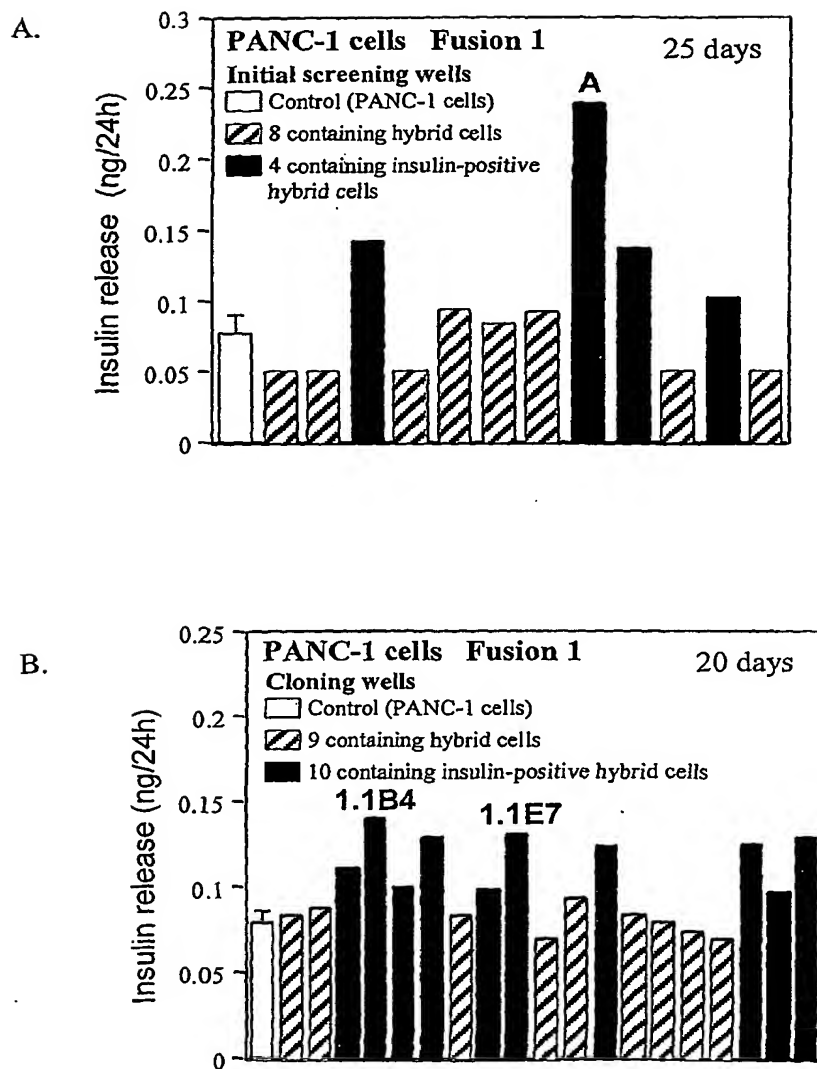 A.
PANC-1 cells Fusion 1
25 days
Initial screening wells
Control (PANC-1 cells)
8 containing hybrid cells
4 containing insulin-positive
hybrid cells
A
Insulin release (ng/24h)
0.3
0.25
0.2
0.15
0.1
0.05
0
B.
PANC-1 cells Fusion 1
20 days
Cloning wells
Control (PANC-1 cells)
9 containing hybrid cells
10 containing insulin-positive hybrid cells
1.1B4
1.1E7
Insulin release (ng/24h)
0.25
0.2
0.15
0.1
0.05
0